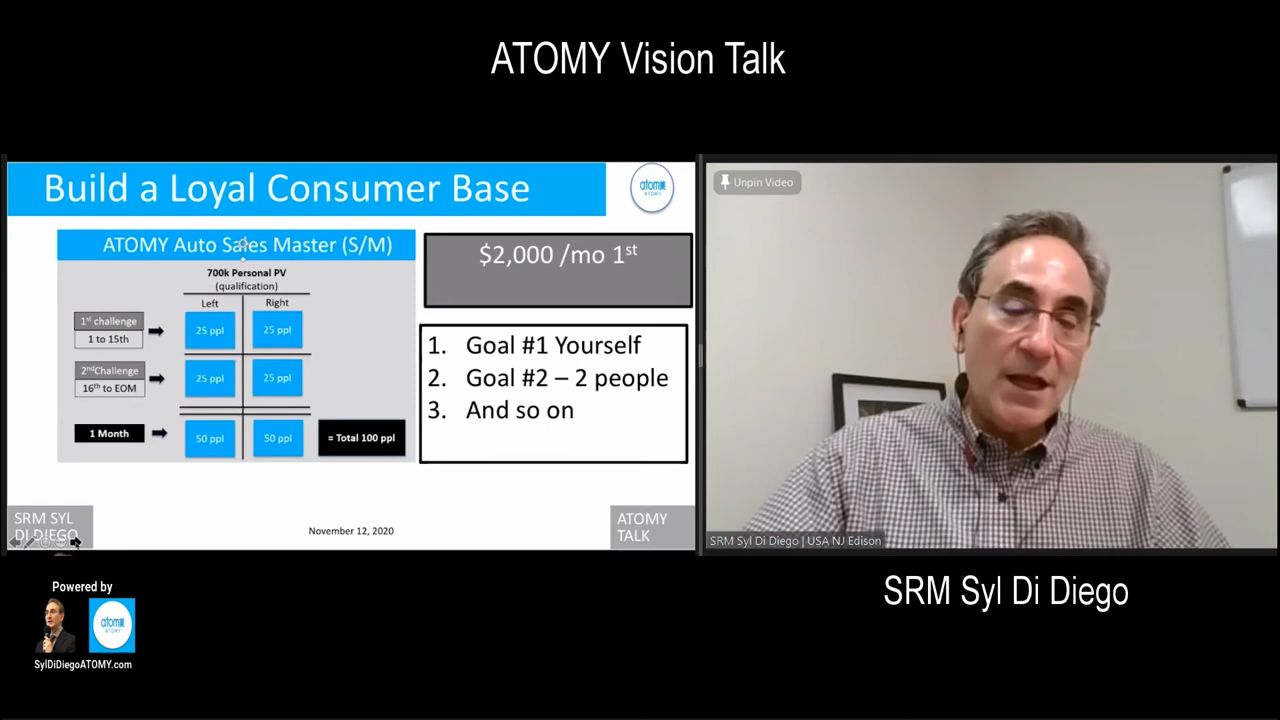 ATOMY Vision Talk
Build a Loyal Consumer Base
atomy
ATOMY
ATOMY Auto Sales Master (S/M)
700k Personal PV
(qualification)
Left
Right
1st challenge
1 to 15th
25 ppl
25 ppl
2ndChallenge
16th to EOM
25 ppl
25 ppl
1 Month
50 ppl
50 ppl
= Total 100 ppl
$2,000 /mo 1st
1. Goal #1 Yourself
2. Goal #2 – 2 people
3. And so on
SRM SYL
DI DIEGO
November 12, 2020
ATOMY
TALK
Unpin Video
SRM Syl Di Diego | USA NJ Edison
SRM Syl Di Diego
Powered by
atomy
ATOMY
SylDiDiegoATOMY.com